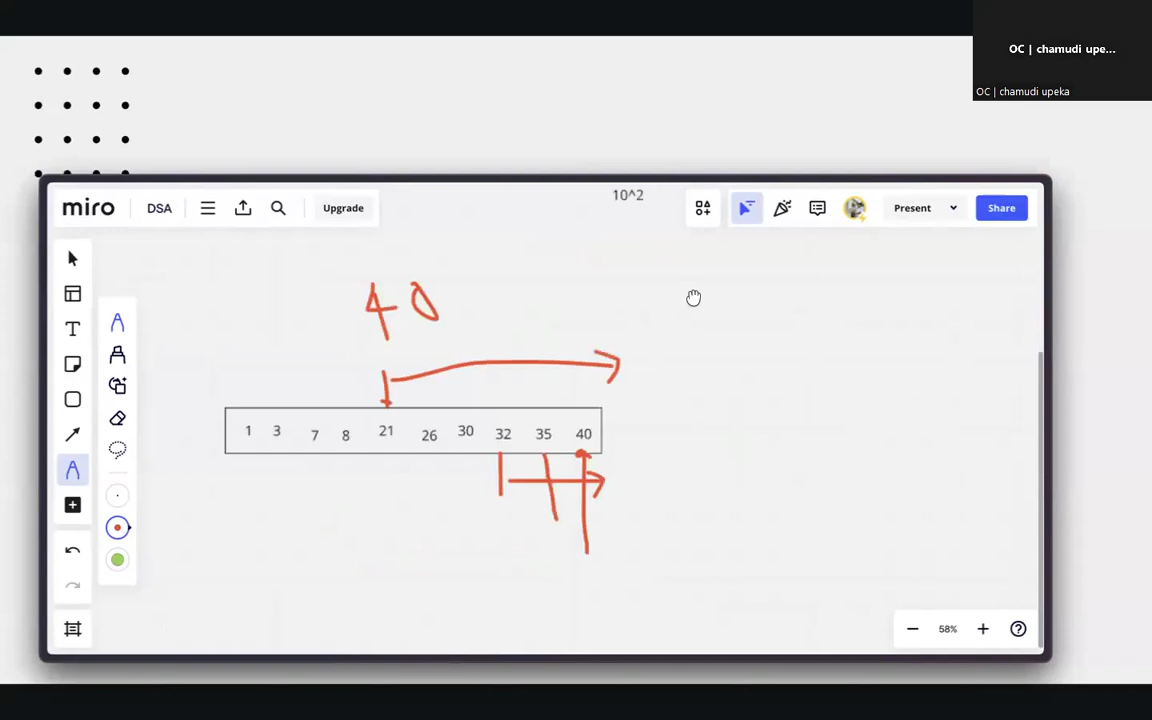 OC | chamudi upe...
OC | chamudi upeka
miro DSA Upgrade 10^2 Present Share
40
1 3 7 8 21 26 30 32 35 40
58%